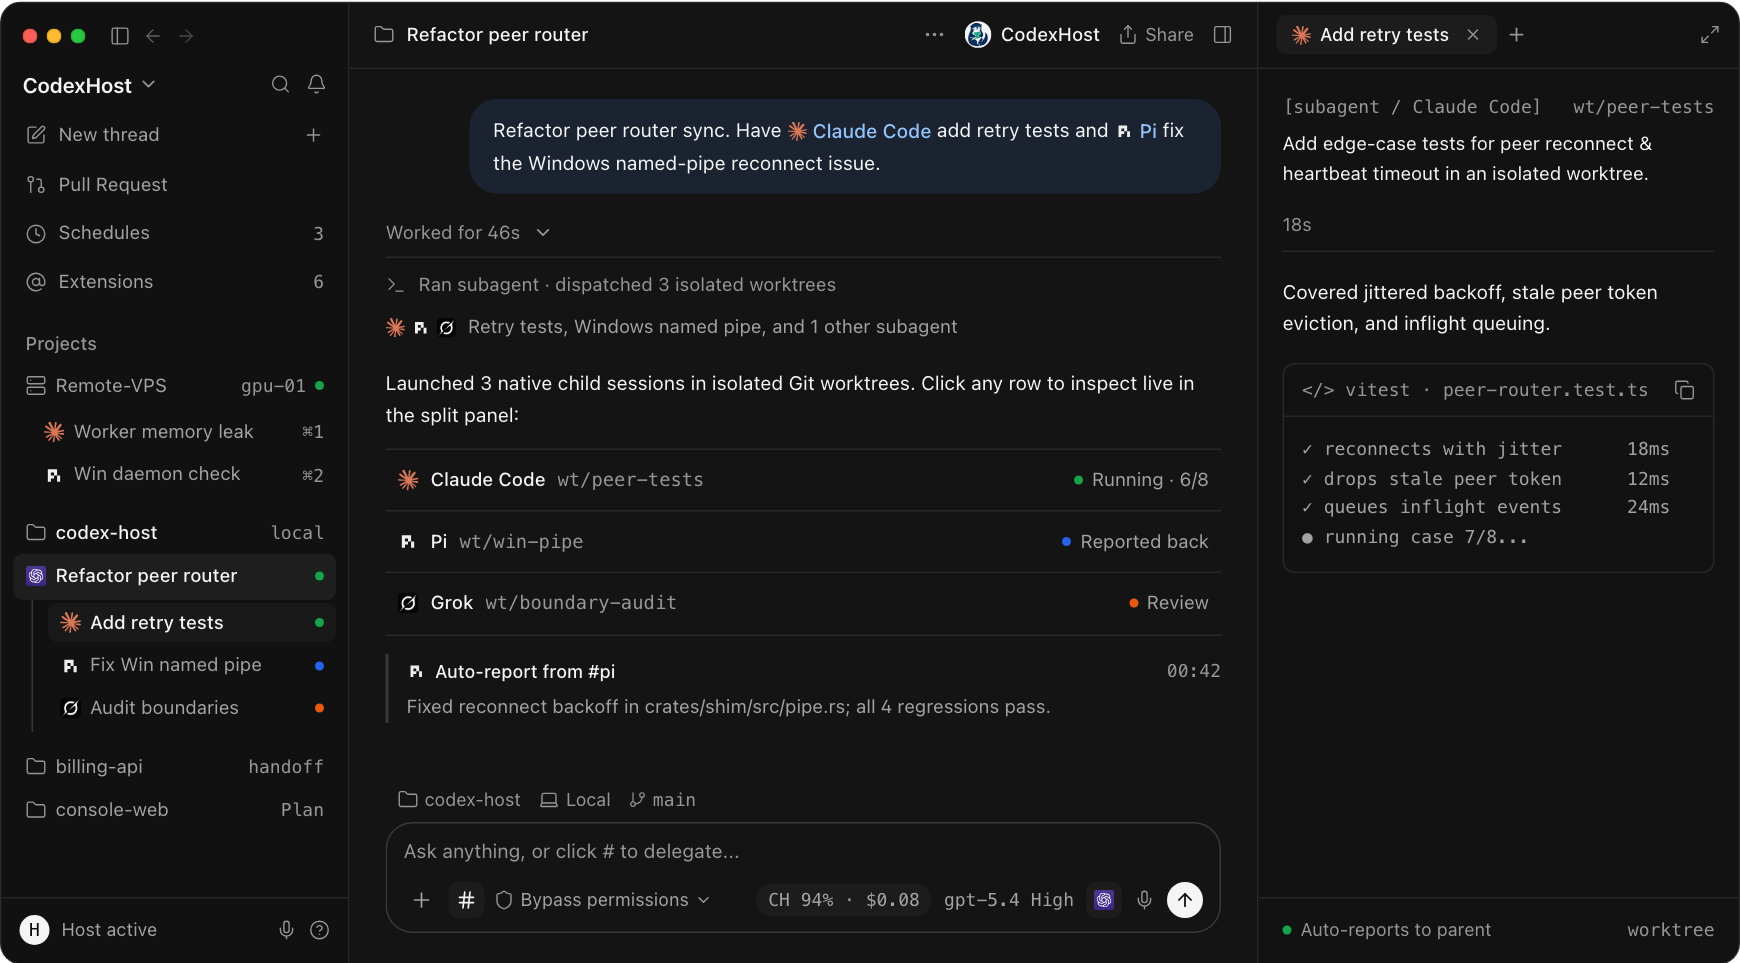 CodexHost
New thread
Pull Request
Schedules 3
Extensions 6
Projects
Remote-VPS gpu-01
Worker memory leak ⌘1
Win daemon check ⌘2
codex-host local
Refactor peer router
Add retry tests
Fix Win named pipe
Audit boundaries
billing-api handoff
console-web Plan
H Host active
Refactor peer router ··· CodexHost Share
Refactor peer router sync. Have Claude Code add retry tests and Pi fix
the Windows named-pipe reconnect issue.
Worked for 46s
Ran subagent · dispatched 3 isolated worktrees
Retry tests, Windows named pipe, and 1 other subagent
Launched 3 native child sessions in isolated Git worktrees. Click any row to inspect live in
the split panel:
Claude Code wt/peer-tests Running · 6/8
Pi wt/win-pipe Reported back
Grok wt/boundary-audit Review
Auto-report from #pi 00:42
Fixed reconnect backoff in crates/shim/src/pipe.rs; all 4 regressions pass.
codex-host Local main
Ask anything, or click # to delegate...
+ # Bypass permissions CH 94% · $0.08 gpt-5.4 High
Add retry tests × +
[subagent / Claude Code] wt/peer-tests
Add edge-case tests for peer reconnect &
heartbeat timeout in an isolated worktree.
18s
Covered jittered backoff, stale peer token
eviction, and inflight queuing.
</> vitest · peer-router.test.ts
✓ reconnects with jitter 18ms
✓ drops stale peer token 12ms
✓ queues inflight events 24ms
● running case 7/8...
Auto-reports to parent worktree